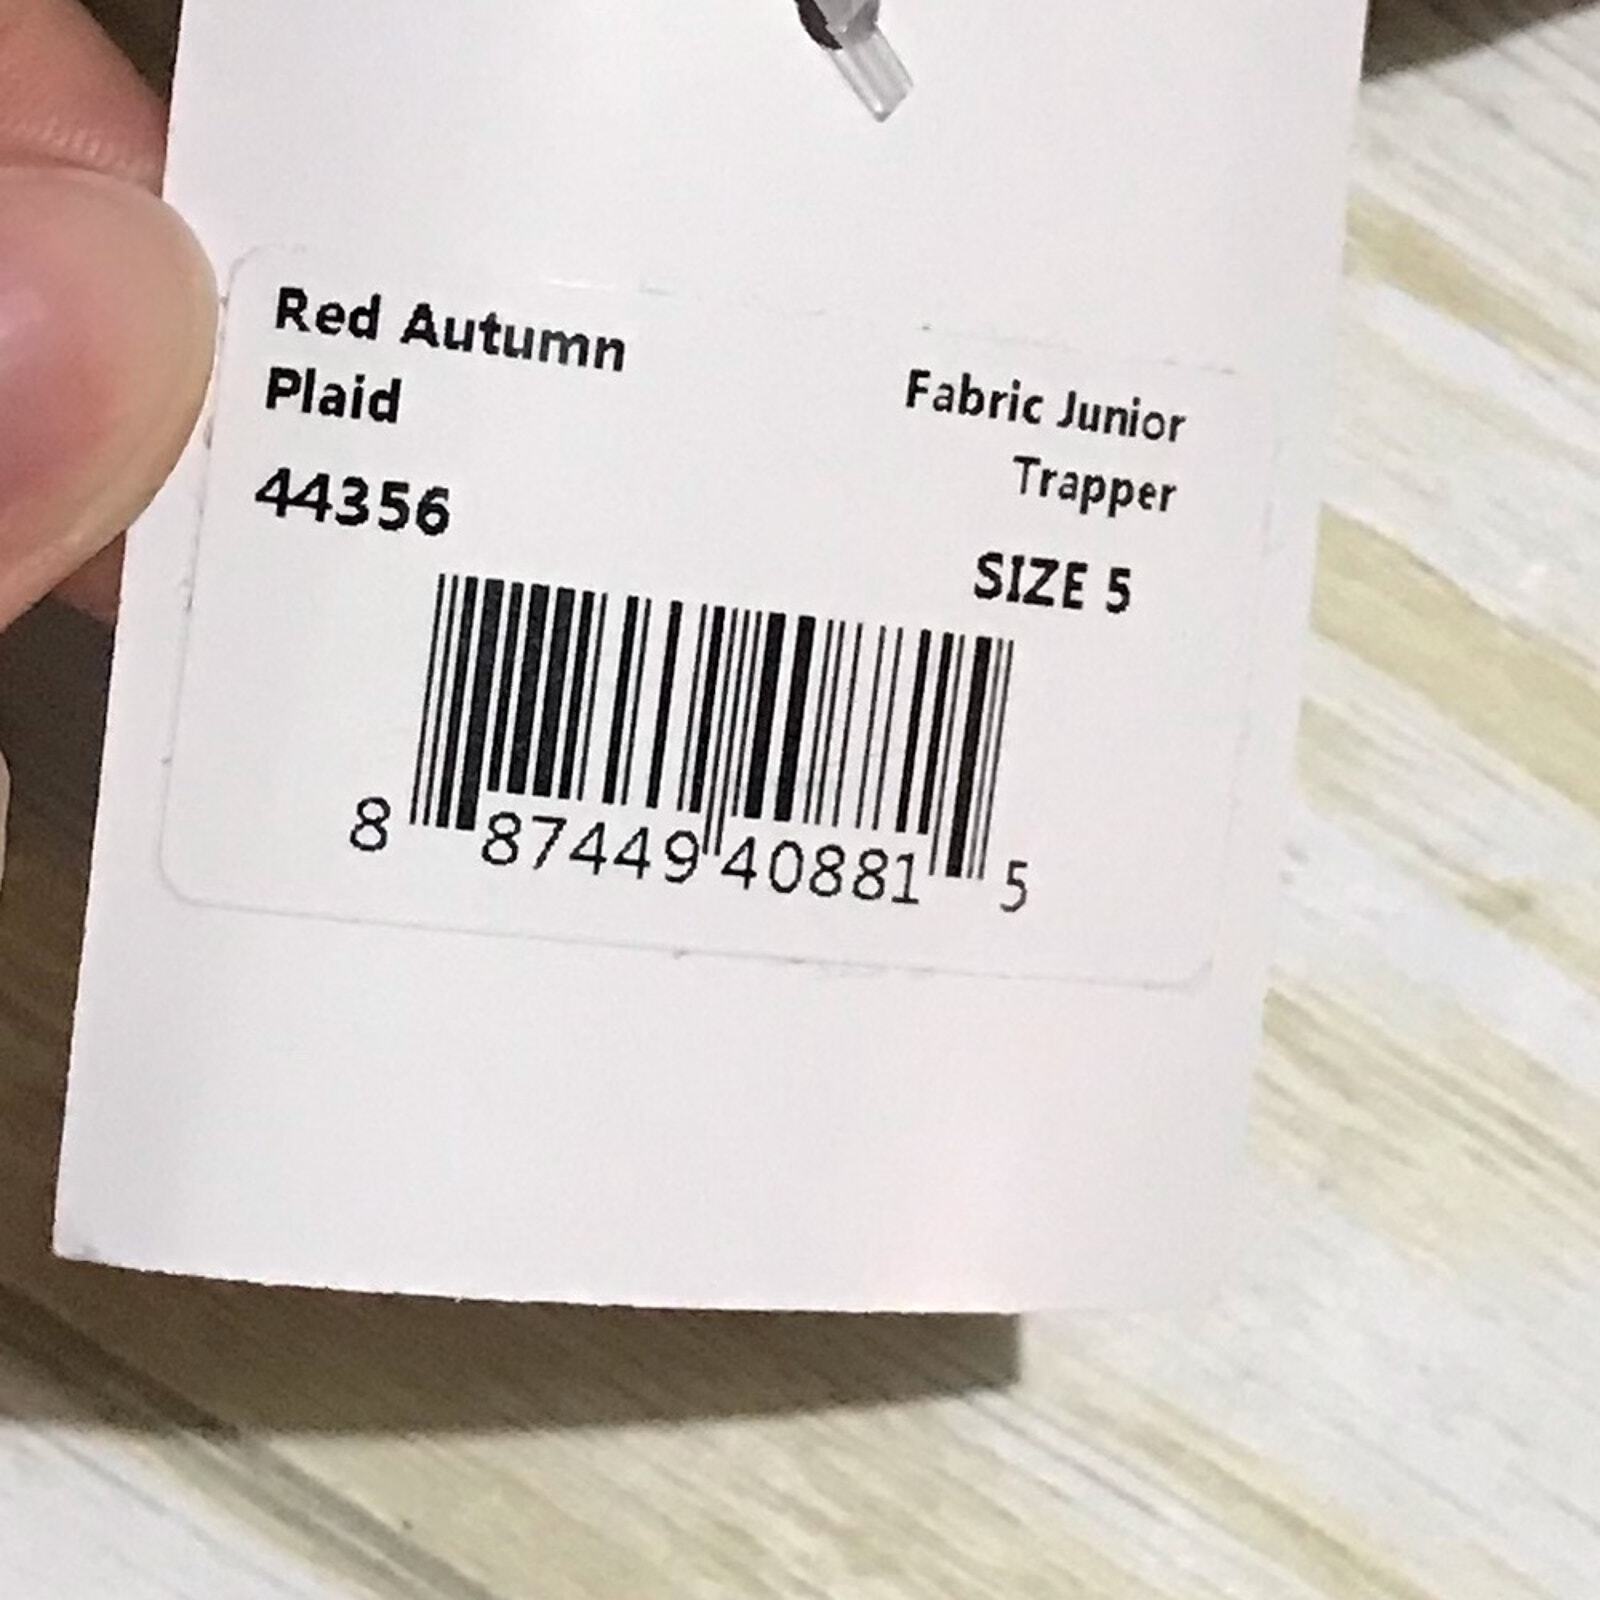 Red Autumn
Plaid
44356
Fabric Junior
Trapper
SIZE 5
8 87449 40881 5